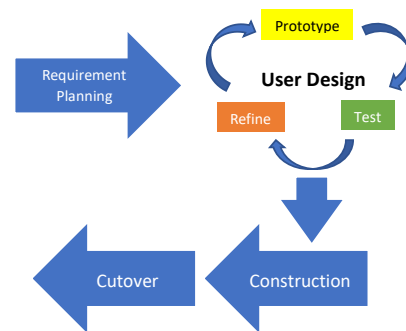 Prototype
Requirement
Planning
User Design
Refine
Test
Cutover
Construction